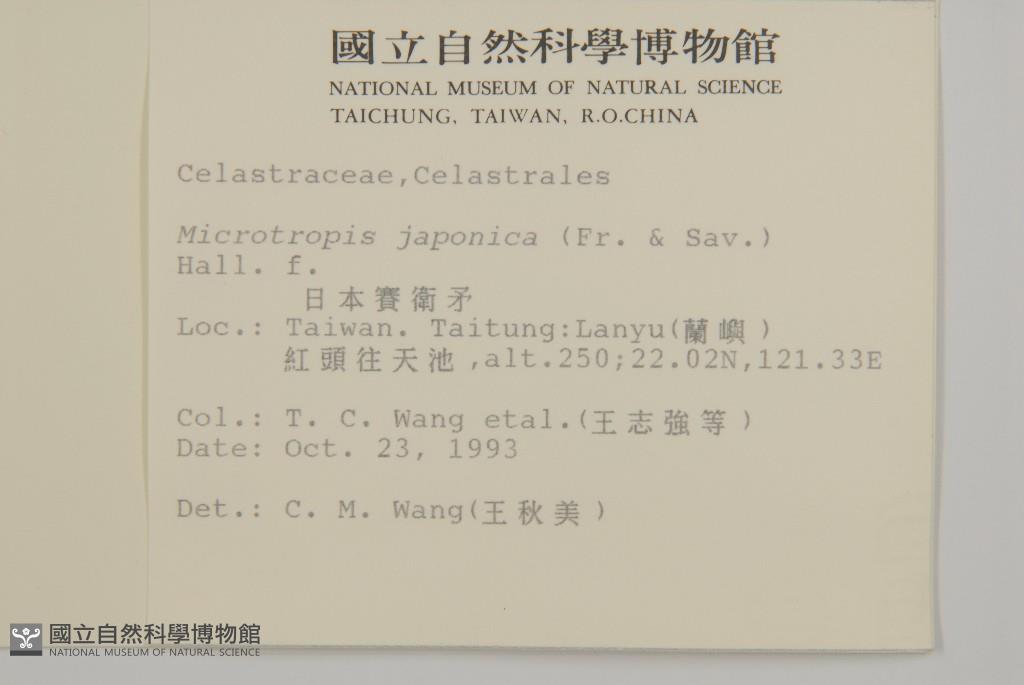 國立自然科學博物館
NATIONAL MUSEUM OF NATURAL SCIENCE
TAICHUNG, TAIWAN, R.O.CHINA
Celastraceae,Celastrales
Microtropis japonica (Fr. & Sav.)
Hall. f.
日本賽衛矛
Loc.: Taiwan. Taitung:Lanyu(蘭嶼)
紅頭往天池,alt.250;22.02N,121.33E
Col.: T. C. Wang etal.(王志強等)
Date: Oct. 23, 1993
Det.: C. M. Wang(王秋美)
國立自然科學博物館
NATIONAL MUSEUM OF NATURAL SCIENCE